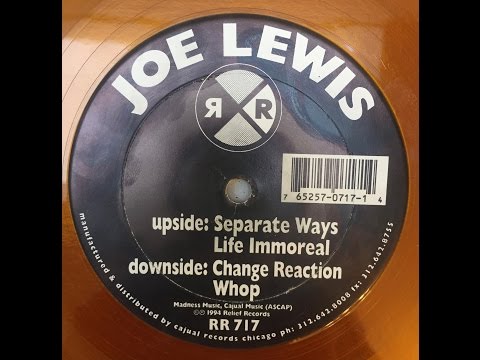 JOE LEWIS
ЯR
7 65257-0717-1 4
upside: Separate Ways
Life Immoreal
downside: Change Reaction
Whop
Madness Music, Cajual Music (ASCAP)
©℗ 1994 Relief Records
RR 717
manufactured & distributed by cajual records chicago ph: 312.642.8008 fx: 312.642.8755